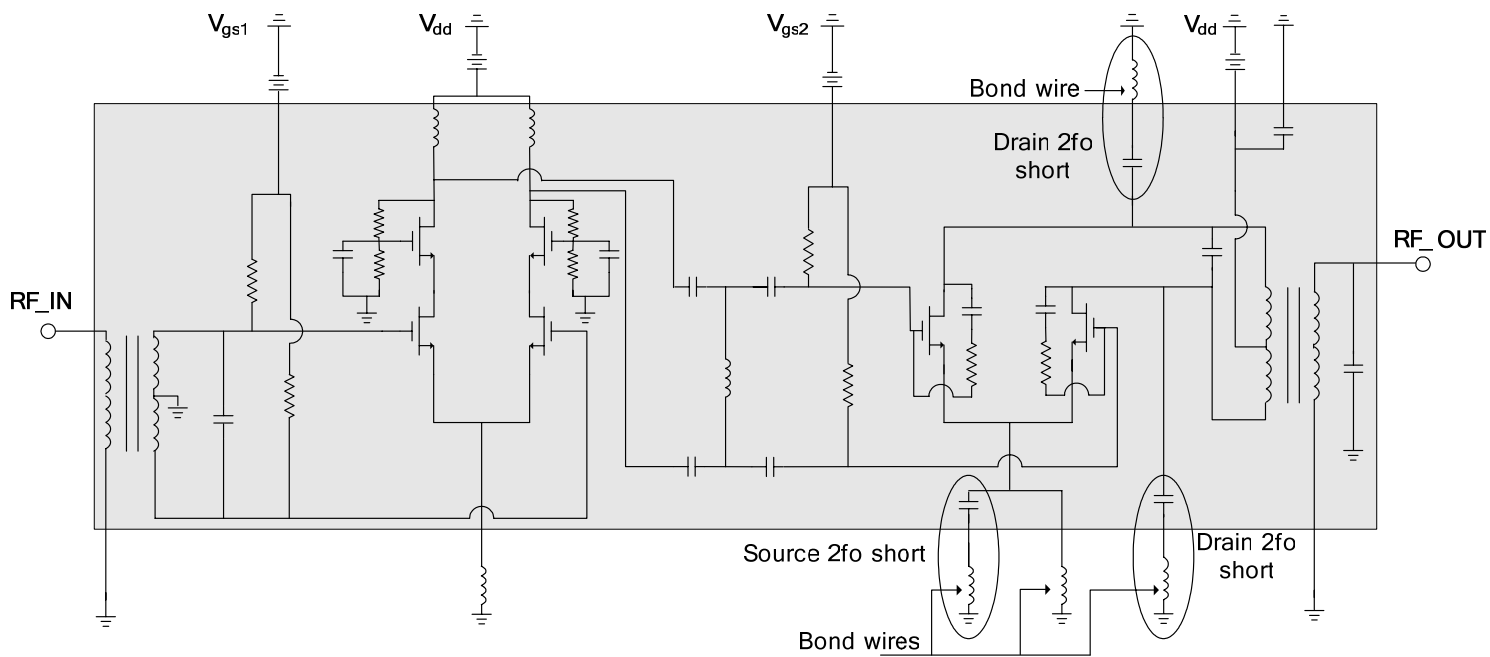 Vgs1
Vdd
Vgs2
Vdd
Bond wire
Drain 2fo
short
RF_OUT
RF_IN
Source 2fo short
Drain 2fo
short
Bond wires